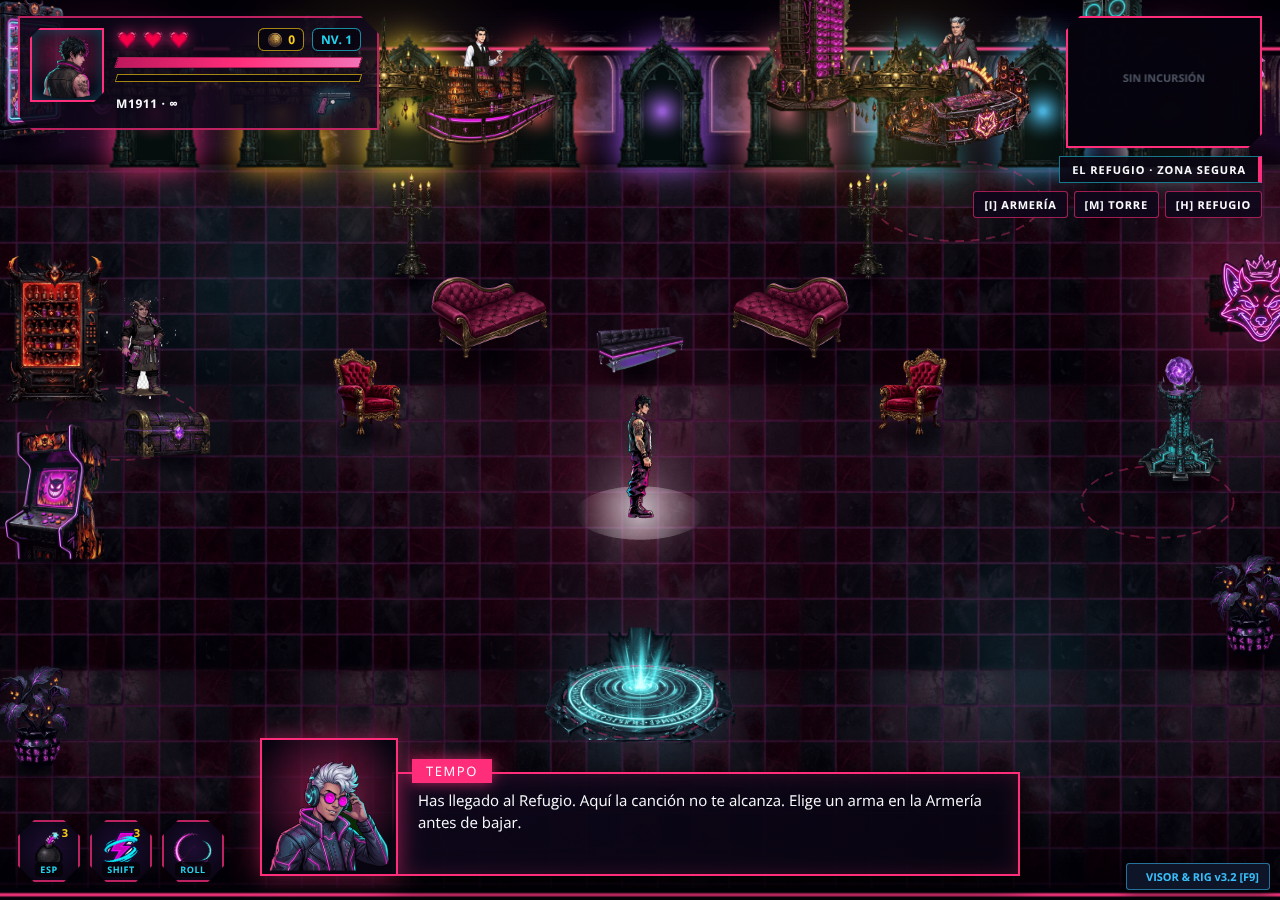 0
NV. 1
M1911 · ∞
SIN INCURSIÓN
EL REFUGIO · ZONA SEGURA
[I] ARMERÍA
[M] TORRE
[H] REFUGIO
TEMPO
Has llegado al Refugio. Aquí la canción no te alcanza. Elige un arma en la Armería
antes de bajar.
3
ESP
3
SHIFT
ROLL
VISOR & RIG v3.2 [F9]